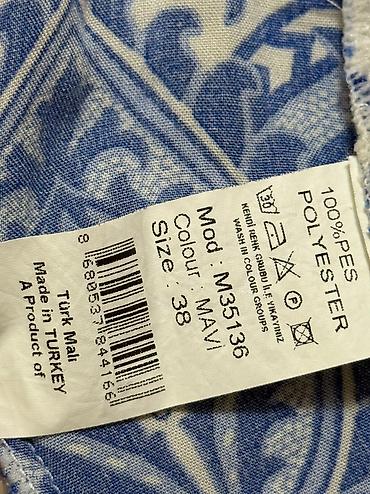 100%PES
POLYESTER
30
P
KENDİ RENK GRUBU İLE YIKAYINIZ
WASH IN COLOUR GROUPS
Mod : M35136
Colour : MAVİ
Size : 38
8 680537 844166
Türk Malı
Made in TURKEY
A Product of